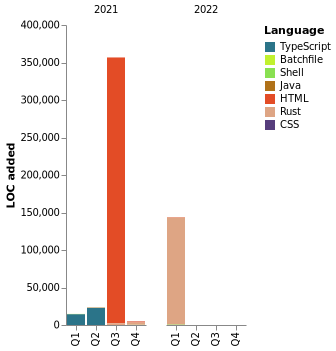 2021
2022
400,000
350,000
300,000
250,000
200,000
150,000
100,000
50,000
0
LOC added
Q1
Q2
Q3
Q4
Q1
Q2
Q3
Q4
Language
TypeScript
Batchfile
Shell
Java
HTML
Rust
CSS